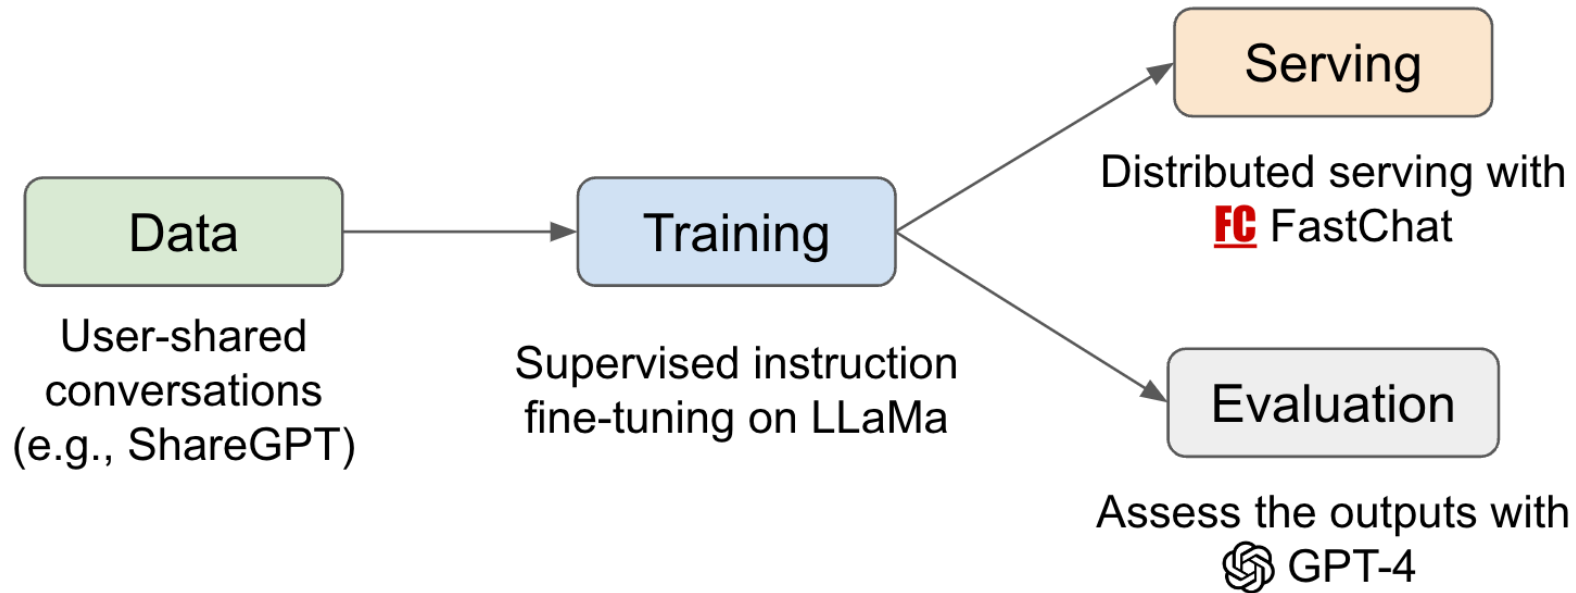 Data
User-shared
conversations
(e.g., ShareGPT)
Training
Supervised instruction
fine-tuning on LLaMa
Serving
Distributed serving with
FC FastChat
Evaluation
Assess the outputs with
GPT-4